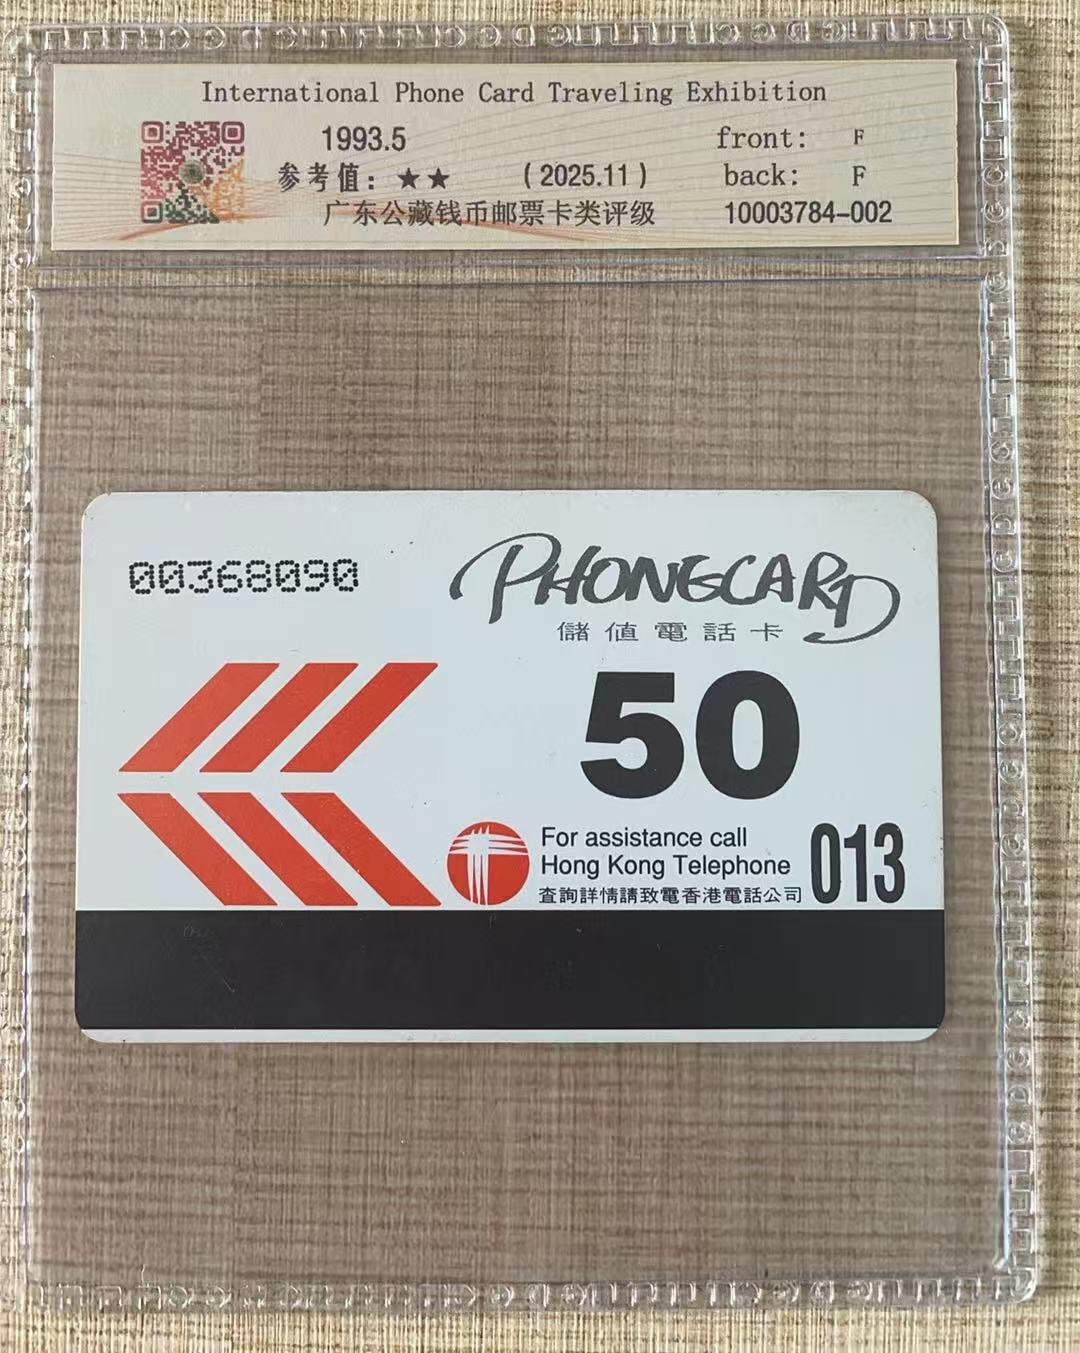 International Phone Card Traveling Exhibition
1993.5 front: F
参考值：★★ （2025.11） back: F
广东公藏钱币邮票卡类评级 10003784-002
00368090
PHONECARD
儲值電話卡
50
For assistance call
Hong Kong Telephone 013
查詢詳情請致電香港電話公司